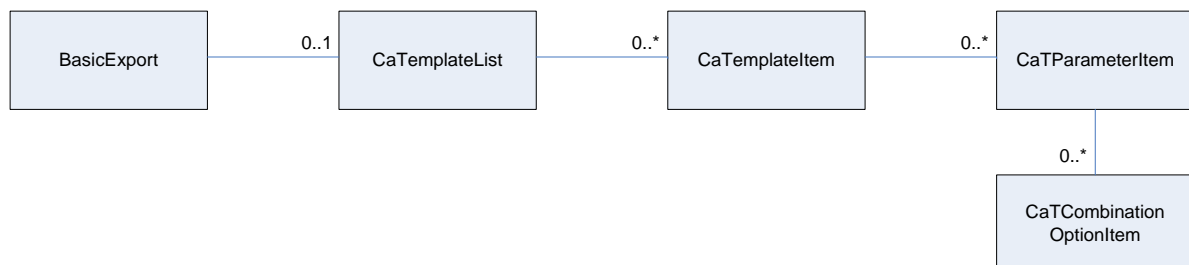 BasicExport
0..1
CaTemplateList
0..*
CaTemplateItem
0..*
CaTParameterItem
0..*
CaTCombination
OptionItem